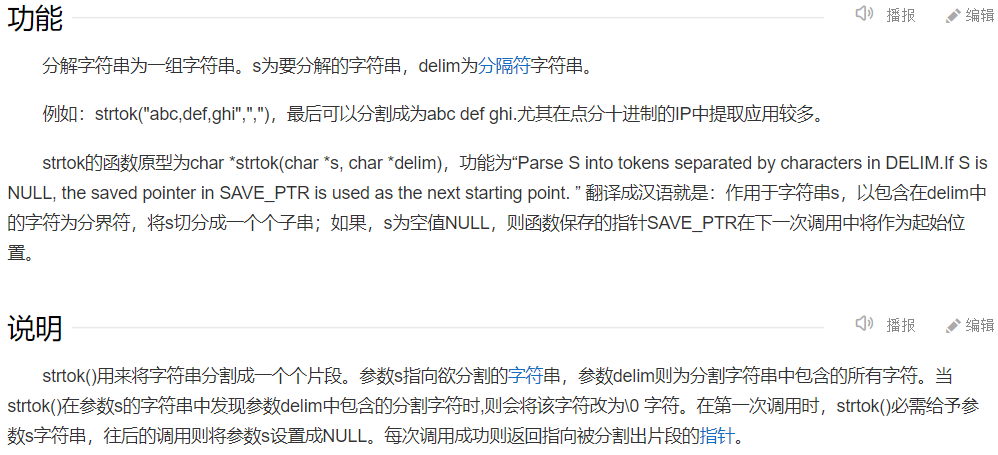 功能
播报
编辑
分解字符串为一组字符串。s为要分解的字符串，delim为分隔符字符串。
例如：strtok("abc,def,ghi",",")，最后可以分割成为abc def ghi.尤其在点分十进制的IP中提取应用较多。
strtok的函数原型为char *strtok(char *s, char *delim)，功能为“Parse S into tokens separated by characters in DELIM.If S is
NULL, the saved pointer in SAVE_PTR is used as the next starting point. ” 翻译成汉语就是：作用于字符串s，以包含在delim中
的字符为分界符，将s切分成一个个子串；如果，s为空值NULL，则函数保存的指针SAVE_PTR在下一次调用中将作为起始位
置。
说明
播报
编辑
strtok()用来将字符串分割成一个个片段。参数s指向欲分割的字符串，参数delim则为分割字符串中包含的所有字符。当
strtok()在参数s的字符串中发现参数delim中包含的分割字符时,则会将该字符改为\0 字符。在第一次调用时，strtok()必需给予参
数s字符串，往后的调用则将参数s设置成NULL。每次调用成功则返回指向被分割出片段的指针。